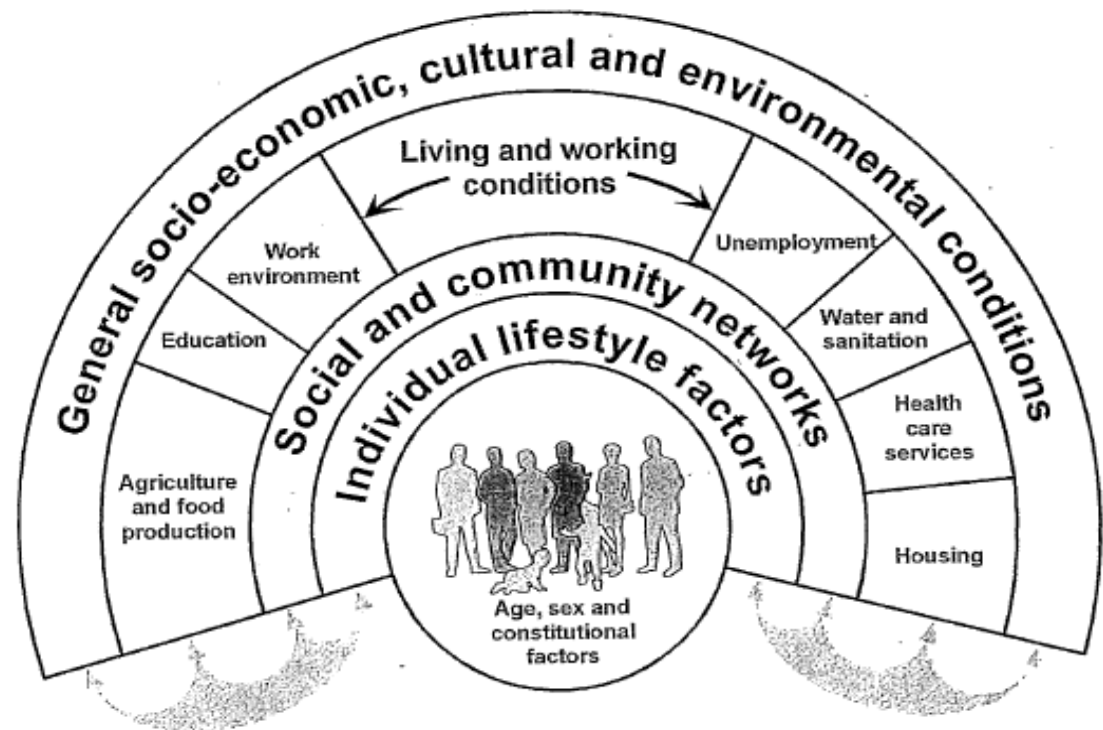 General socio-economic, cultural and environmental conditions
Living and working
conditions
Work
environment
Education
Agriculture
and food
production
Unemployment
Water and
sanitation
Health
care
services
Housing
Social and community networks
Individual lifestyle factors
Age, sex and
constitutional
factors